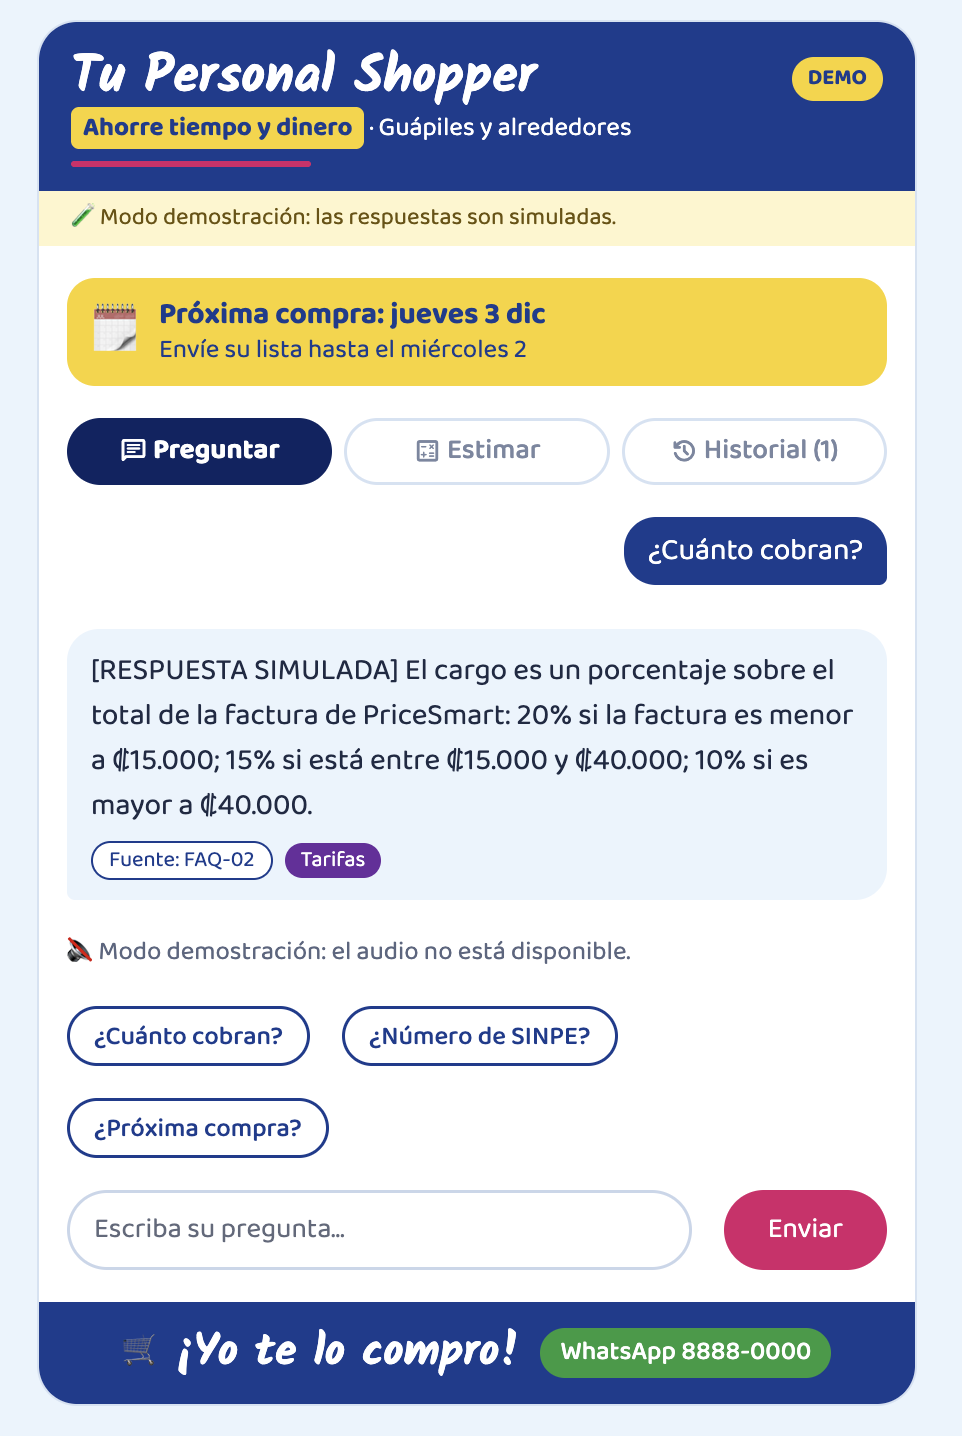 Tu Personal Shopper
DEMO
Ahorre tiempo y dinero · Guápiles y alrededores
Modo demostración: las respuestas son simuladas.
Próxima compra: jueves 3 dic
Envíe su lista hasta el miércoles 2
Preguntar
Estimar
Historial (1)
¿Cuánto cobran?
[RESPUESTA SIMULADA] El cargo es un porcentaje sobre el
total de la factura de PriceSmart: 20% si la factura es menor
a ₡15.000; 15% si está entre ₡15.000 y ₡40.000; 10% si es
mayor a ₡40.000.
Fuente: FAQ-02
Tarifas
Modo demostración: el audio no está disponible.
¿Cuánto cobran?
¿Número de SINPE?
¿Próxima compra?
Escriba su pregunta...
Enviar
¡Yo te lo compro!
WhatsApp 8888-0000